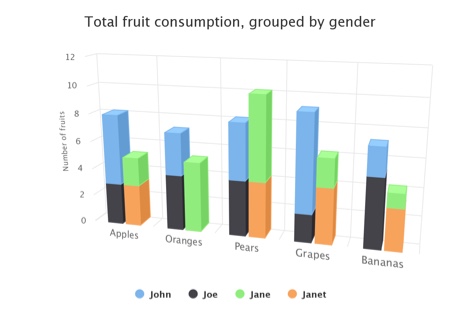 Total fruit consumption, grouped by gender
Number of fruits
12
10
8
6
4
2
0
Apples
Oranges
Pears
Grapes
Bananas
John Joe Jane Janet